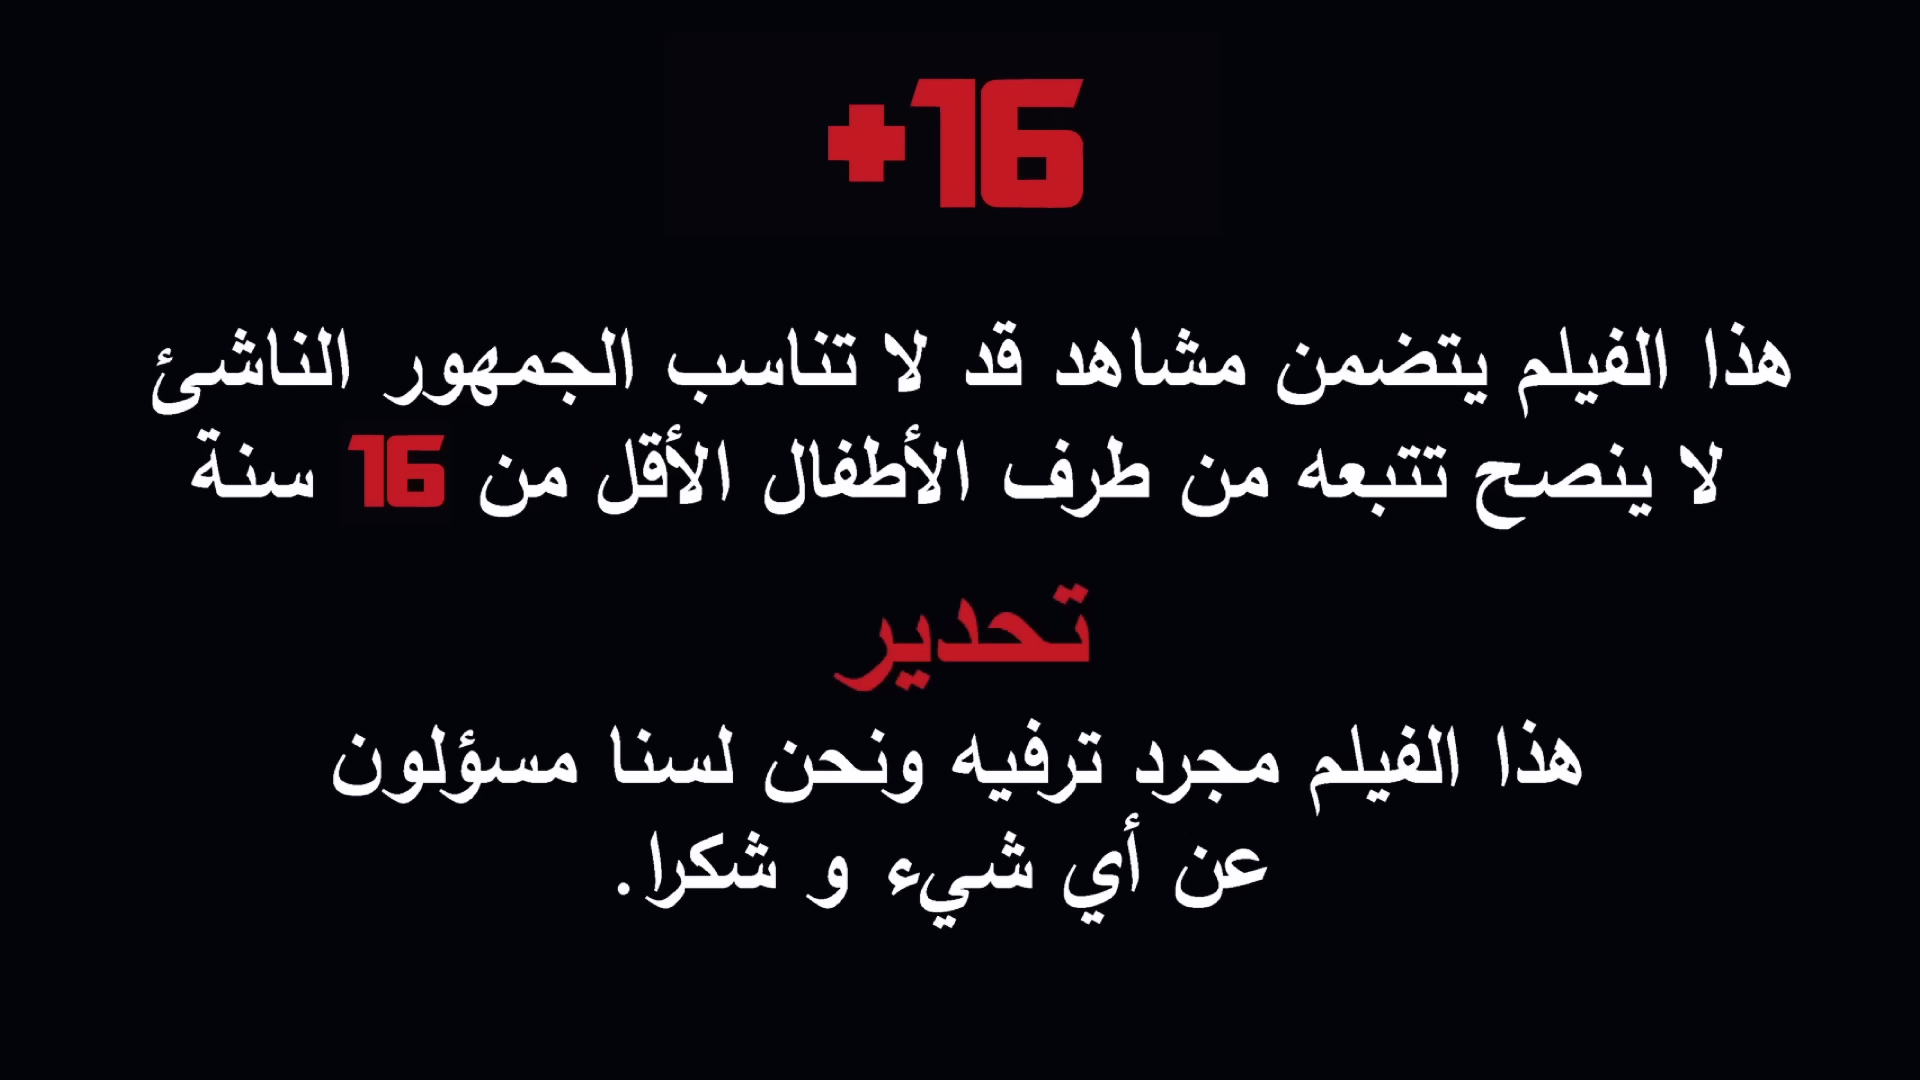 +16
هذا الفيلم يتضمن مشاهد قد لا تناسب الجمهور الناشئ
لا ينصح تتبعه من طرف الأطفال الأقل من 16 سنة
تحدير
هذا الفيلم مجرد ترفيه ونحن لسنا مسؤلون
عن أي شيء و شكرا.